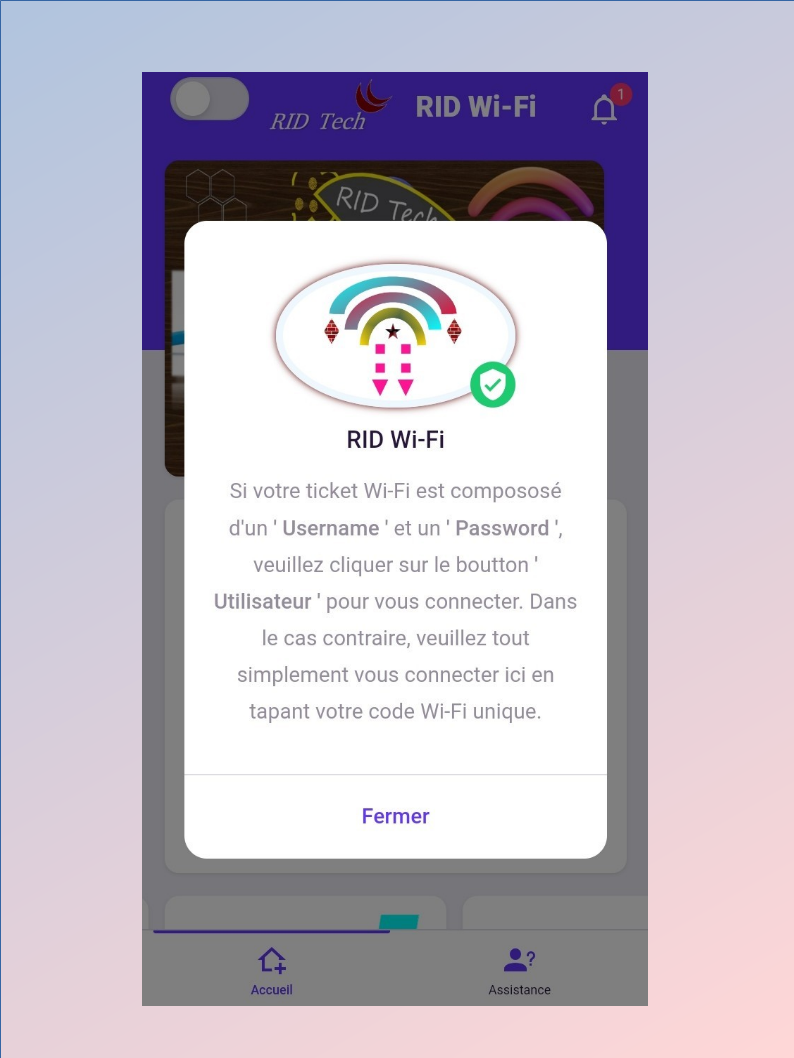 RID Tech
RID Wi-Fi
1
RID Tech
RID Wi-Fi
Si votre ticket Wi-Fi est compososé
d'un ' Username ' et un ' Password ',
veuillez cliquer sur le boutton '
Utilisateur ' pour vous connecter. Dans
le cas contraire, veuillez tout
simplement vous connecter ici en
tapant votre code Wi-Fi unique.
Fermer
Accueil
Assistance